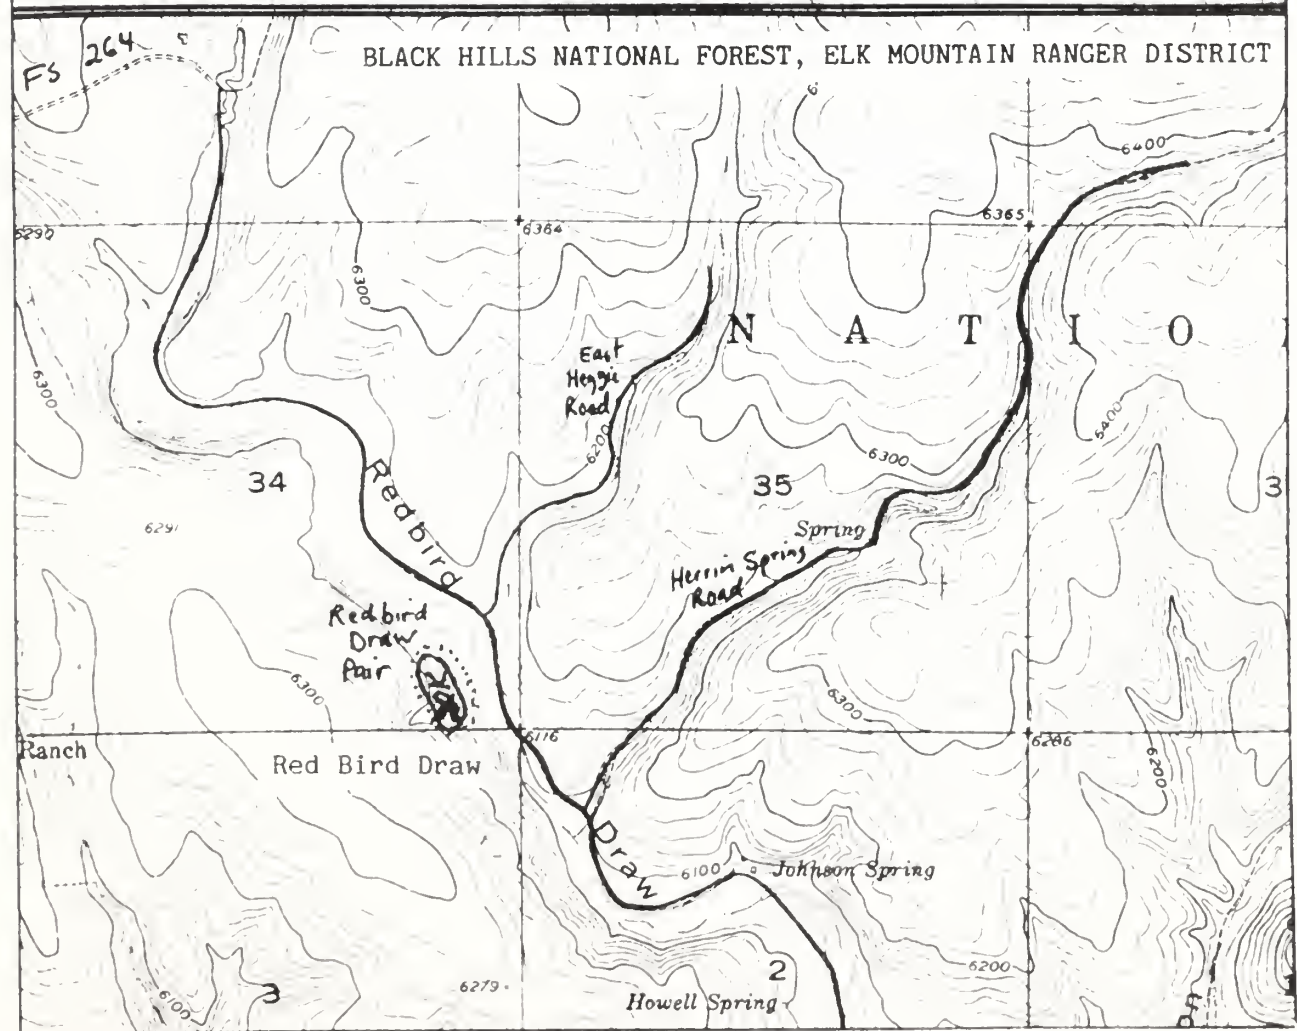 BLACK HILLS NATIONAL FOREST, ELK MOUNTAIN RANGER DISTRICT
FS 264
6400
6290
6364
6365
6300
N A T I O
East
Heggie
Road
6300
6200
6400
6300
34
35
3
Redbird
6291
Spring
Herrin Spring
Road
Redbird
Draw
Pair
6300
6300
Ranch
6116
6286
Red Bird Draw
6200
Draw
6100
Johnson Spring
6200
2
3
6279
6100
Howell Spring